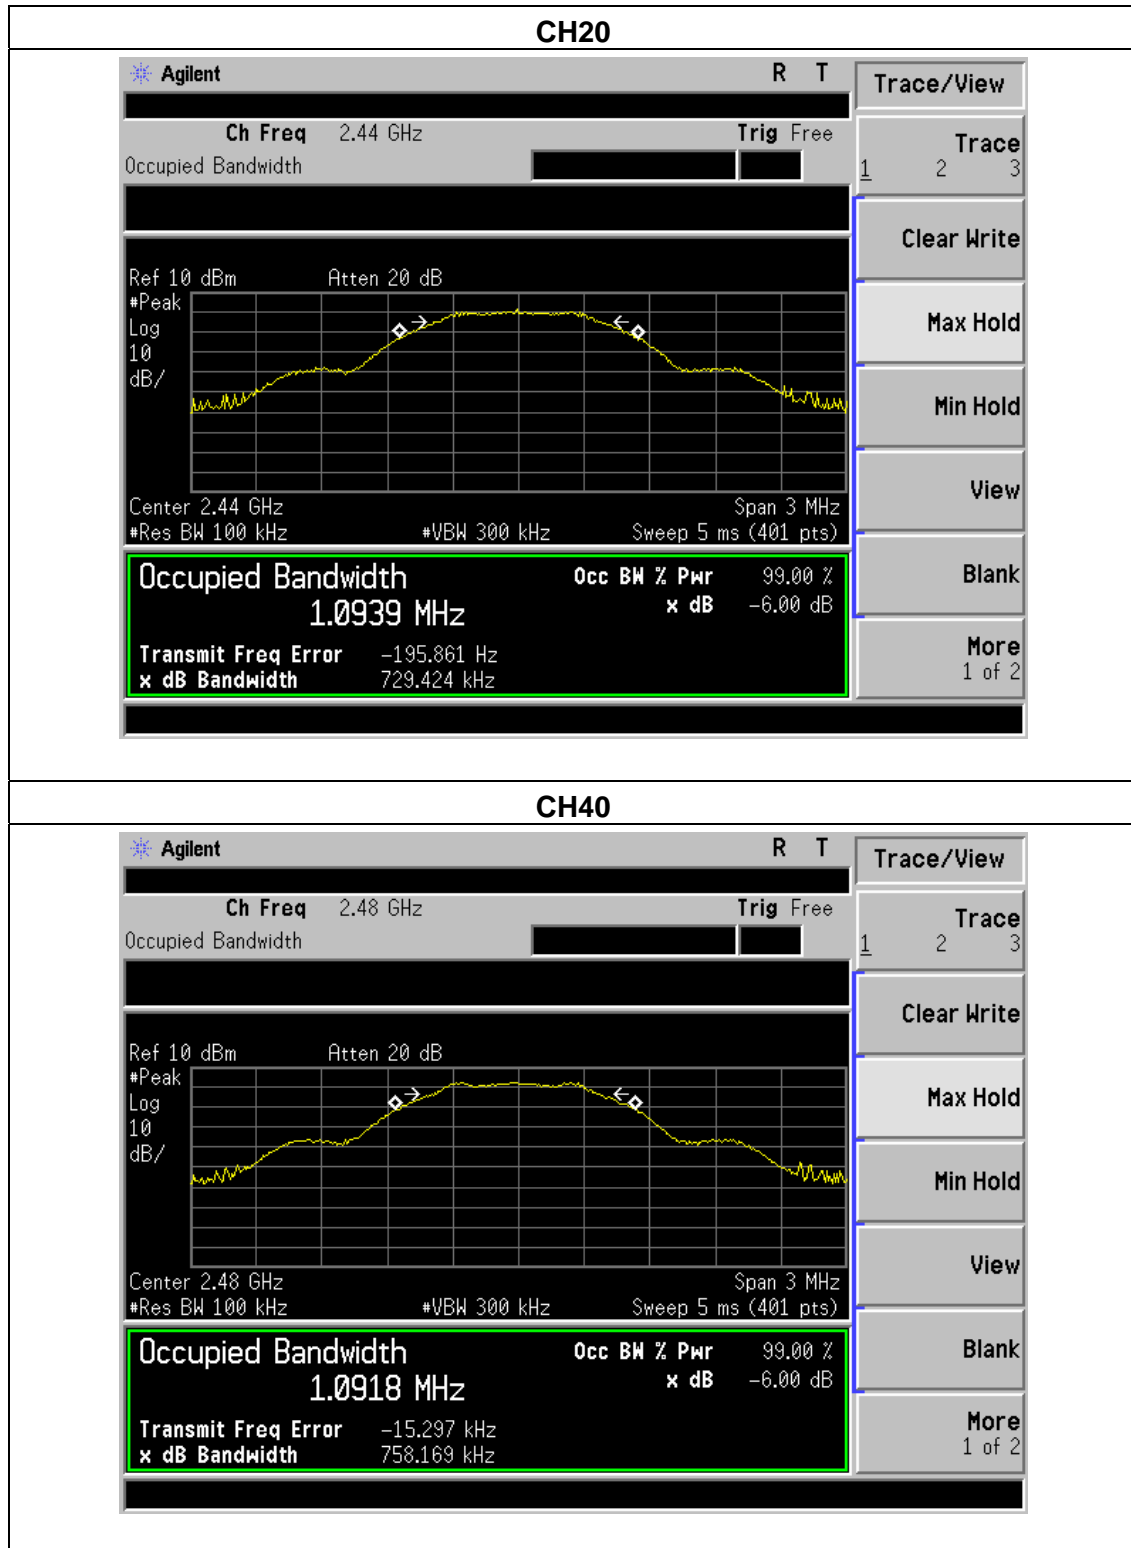 CH20
Agilent R T
Trace/View
Ch Freq 2.44 GHz Trig Free
Occupied Bandwidth
Trace
1 2 3
Clear Write
Ref 10 dBm Atten 20 dB
#Peak
Log
10
dB/
Max Hold
Min Hold
View
Center 2.44 GHz Span 3 MHz
#Res BW 100 kHz #VBW 300 kHz Sweep 5 ms (401 pts)
Occupied Bandwidth Occ BW % Pwr 99.00 %
1.0939 MHz x dB -6.00 dB
Blank
Transmit Freq Error -195.861 Hz
x dB Bandwidth 729.424 kHz
More
1 of 2
CH40
Agilent R T
Trace/View
Ch Freq 2.48 GHz Trig Free
Occupied Bandwidth
Trace
1 2 3
Clear Write
Ref 10 dBm Atten 20 dB
#Peak
Log
10
dB/
Max Hold
Min Hold
View
Center 2.48 GHz Span 3 MHz
#Res BW 100 kHz #VBW 300 kHz Sweep 5 ms (401 pts)
Occupied Bandwidth Occ BW % Pwr 99.00 %
1.0918 MHz x dB -6.00 dB
Blank
Transmit Freq Error -15.297 kHz
x dB Bandwidth 758.169 kHz
More
1 of 2